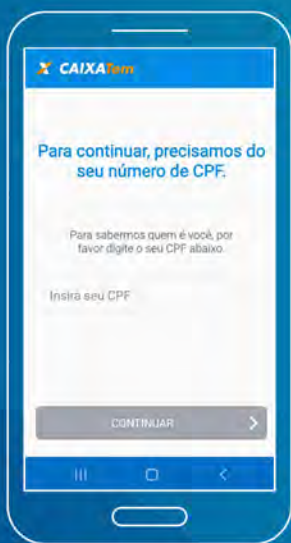 CAIXATem
Para continuar, precisamos do
seu número de CPF.
Para sabermos quem é você, por
favor digite o seu CPF abaixo.
Insira seu CPF
CONTINUAR